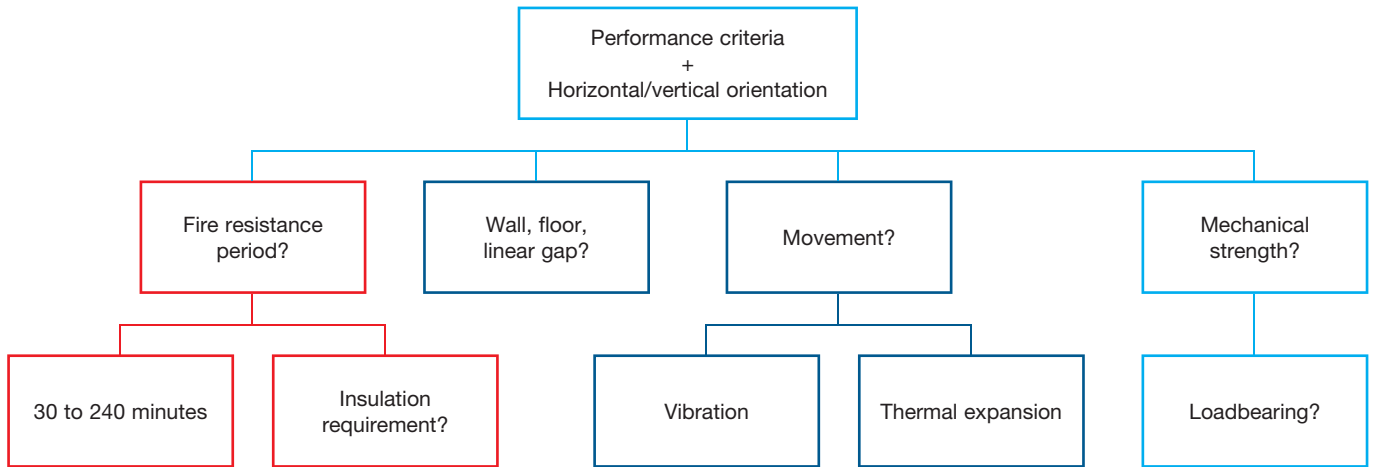 Performance criteria
+
Horizontal/vertical orientation
Fire resistance
period?
Wall, floor,
linear gap?
Movement?
Mechanical
strength?
30 to 240 minutes
Insulation
requirement?
Vibration
Thermal expansion
Loadbearing?